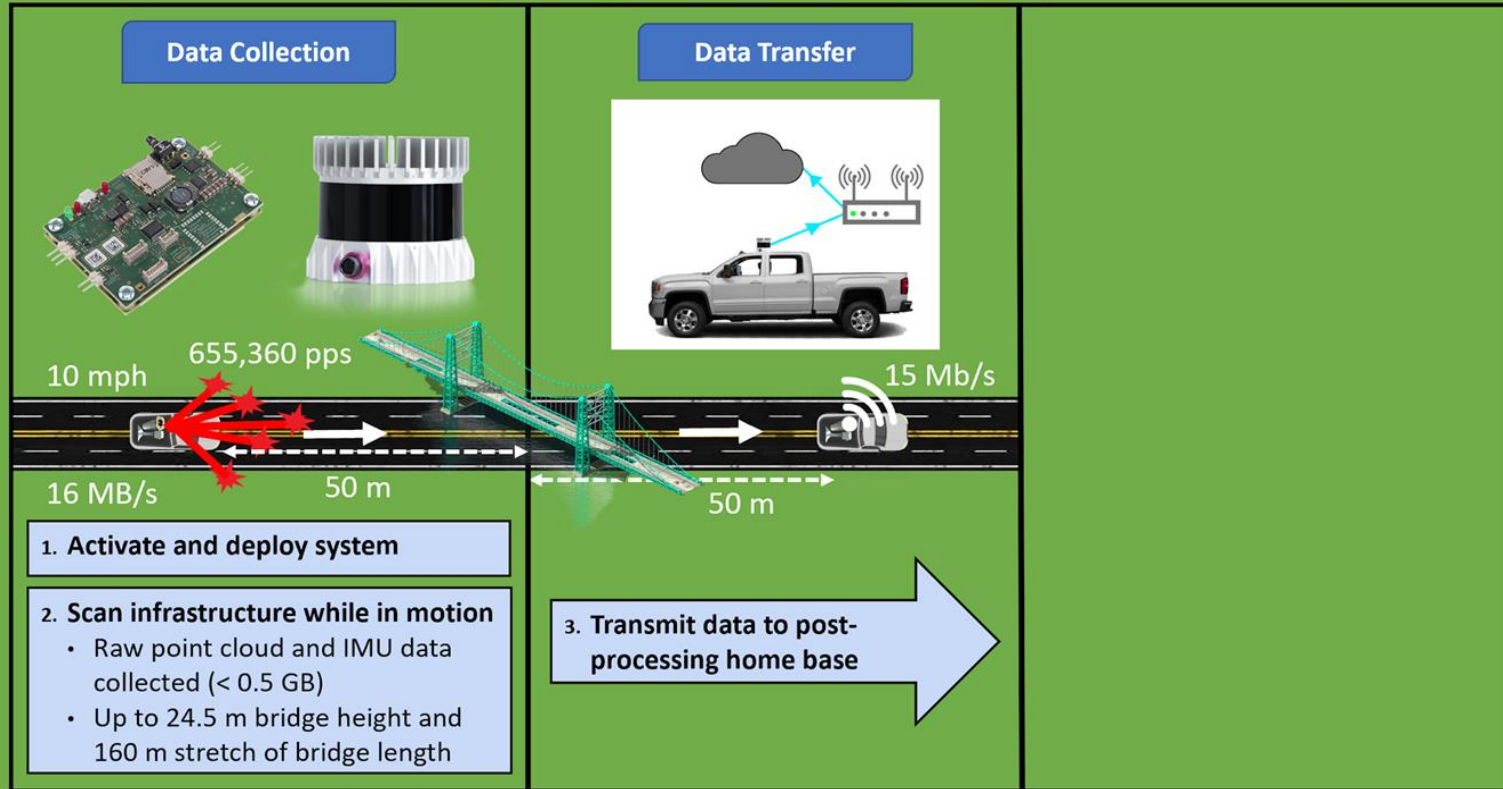 Data Collection
Data Transfer
655,360 pps
10 mph
15 Mb/s
16 MB/s
50 m
50 m
1. Activate and deploy system
2. Scan infrastructure while in motion
• Raw point cloud and IMU data
collected (< 0.5 GB)
• Up to 24.5 m bridge height and
160 m stretch of bridge length
3. Transmit data to post-
processing home base